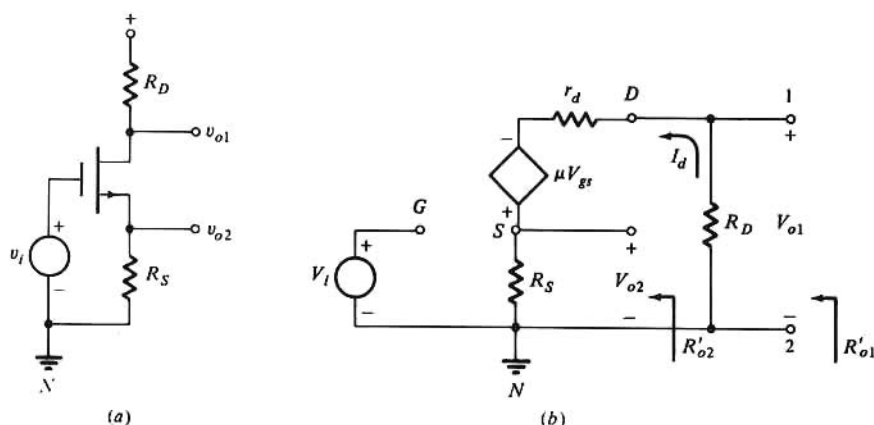 +
R_D
v_o1
+
v_i
−
v_o2
R_S
N
(a)
r_d
D
1
−
+
I_d
μV_gs
G
+
S
R_D
V_o1
+
+
V_i
R_S
V_o2
−
−
−
R'_o2
2
R'_o1
N
(b)